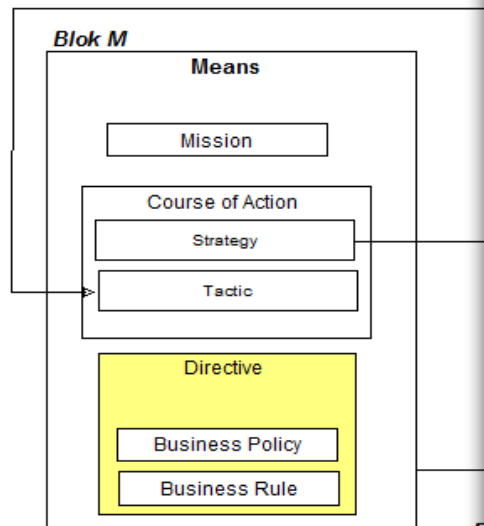 Blok M
Means
Mission
Course of Action
Strategy
Tactic
Directive
Business Policy
Business Rule